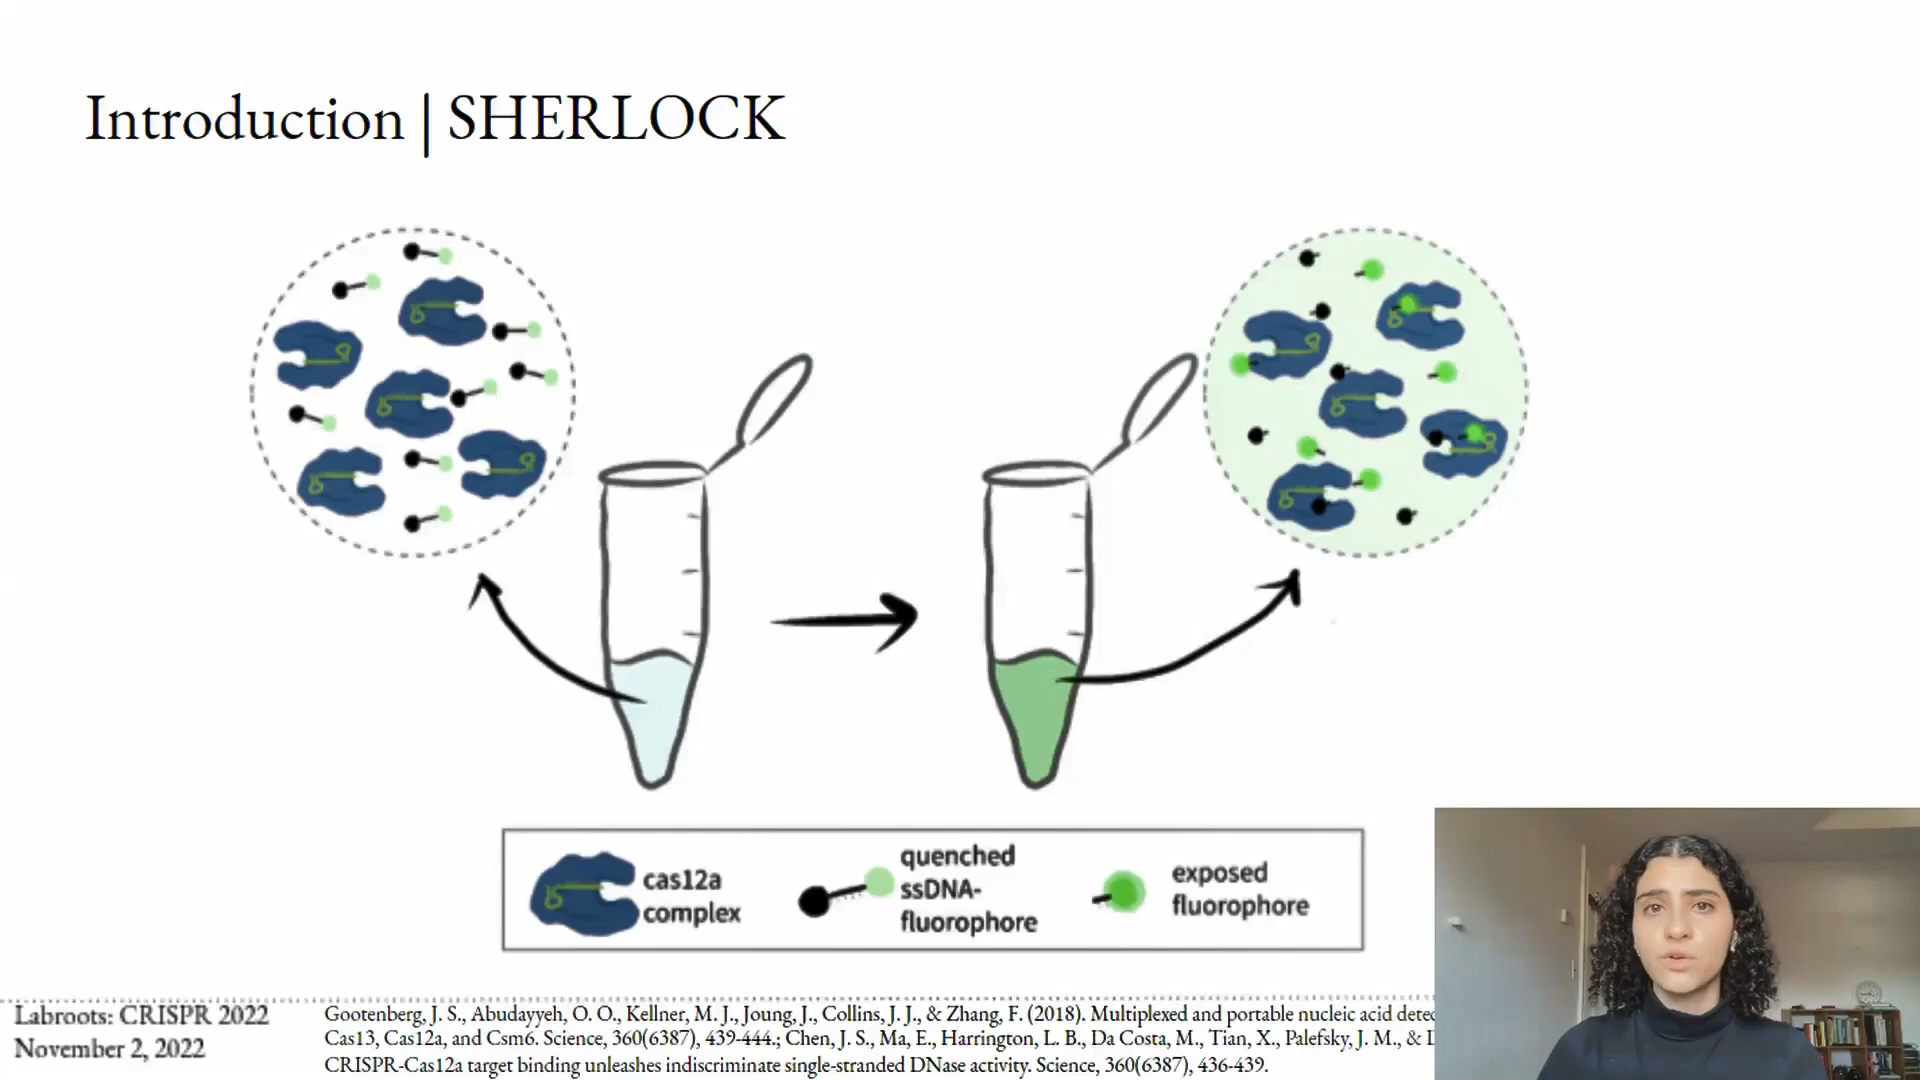 Introduction | SHERLOCK
cas12a
complex
quenched
ssDNA-
fluorophore
exposed
fluorophore
Labroots: CRISPR 2022
November 2, 2022
Gootenberg, J. S., Abudayyeh, O. O., Kellner, M. J., Joung, J., Collins, J. J., & Zhang, F. (2018). Multiplexed and portable nucleic acid
Cas13, Cas12a, and Csm6. Science, 360(6387), 439-444.; Chen, J. S., Ma, E., Harrington, L. B., Da Costa, M., Tian, X., Palefsky, J. M., &
CRISPR-Cas12a target binding unleashes indiscriminate single-stranded DNase activity. Science, 360(6387), 436-439.